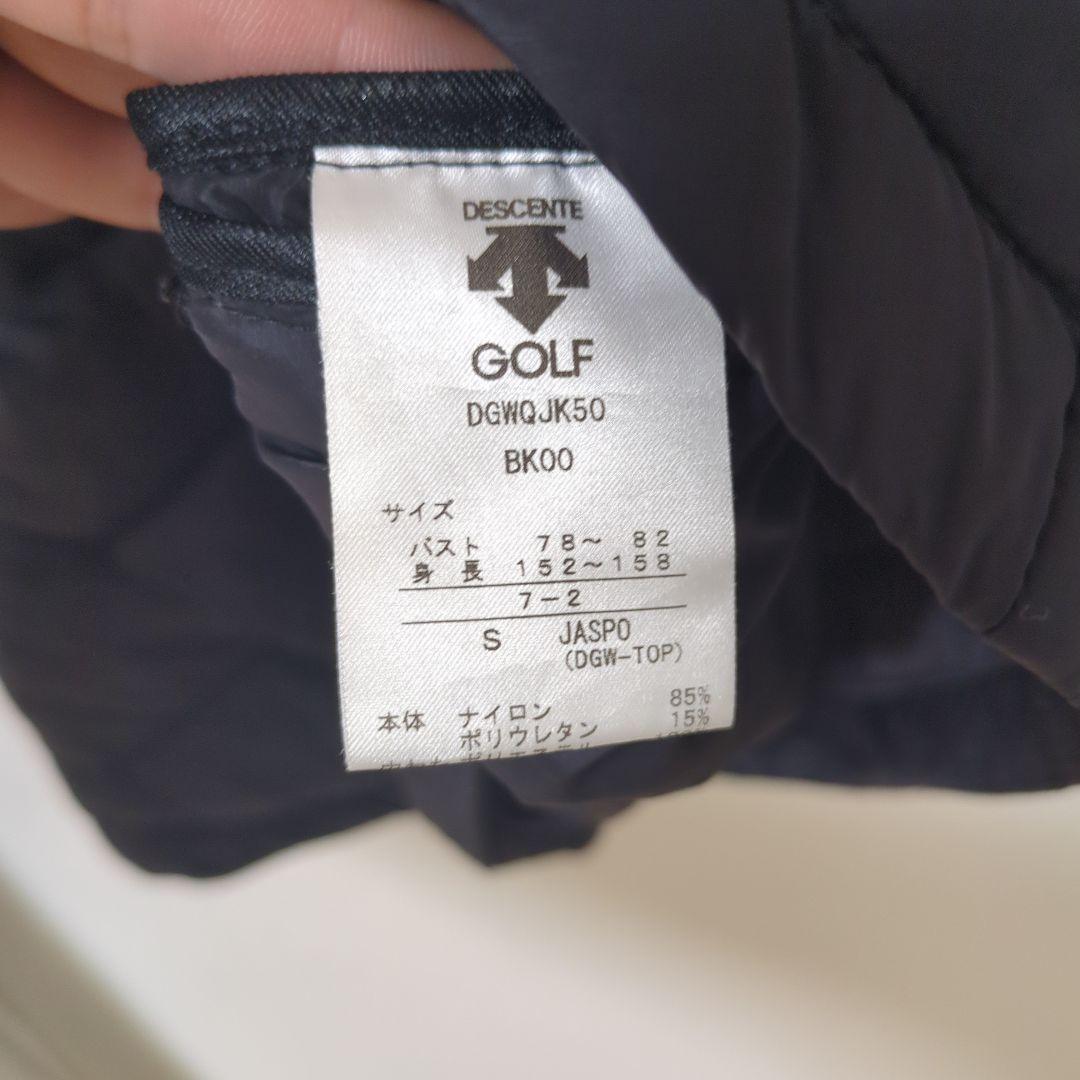 DESCENTE
GOLF
DGWQJK50
BK00
サイズ
バスト 78～ 82
身 長 152～158
7-2
S JASPO
(DGW-TOP)
本体 ナイロン 85%
ポリウレタン 15%